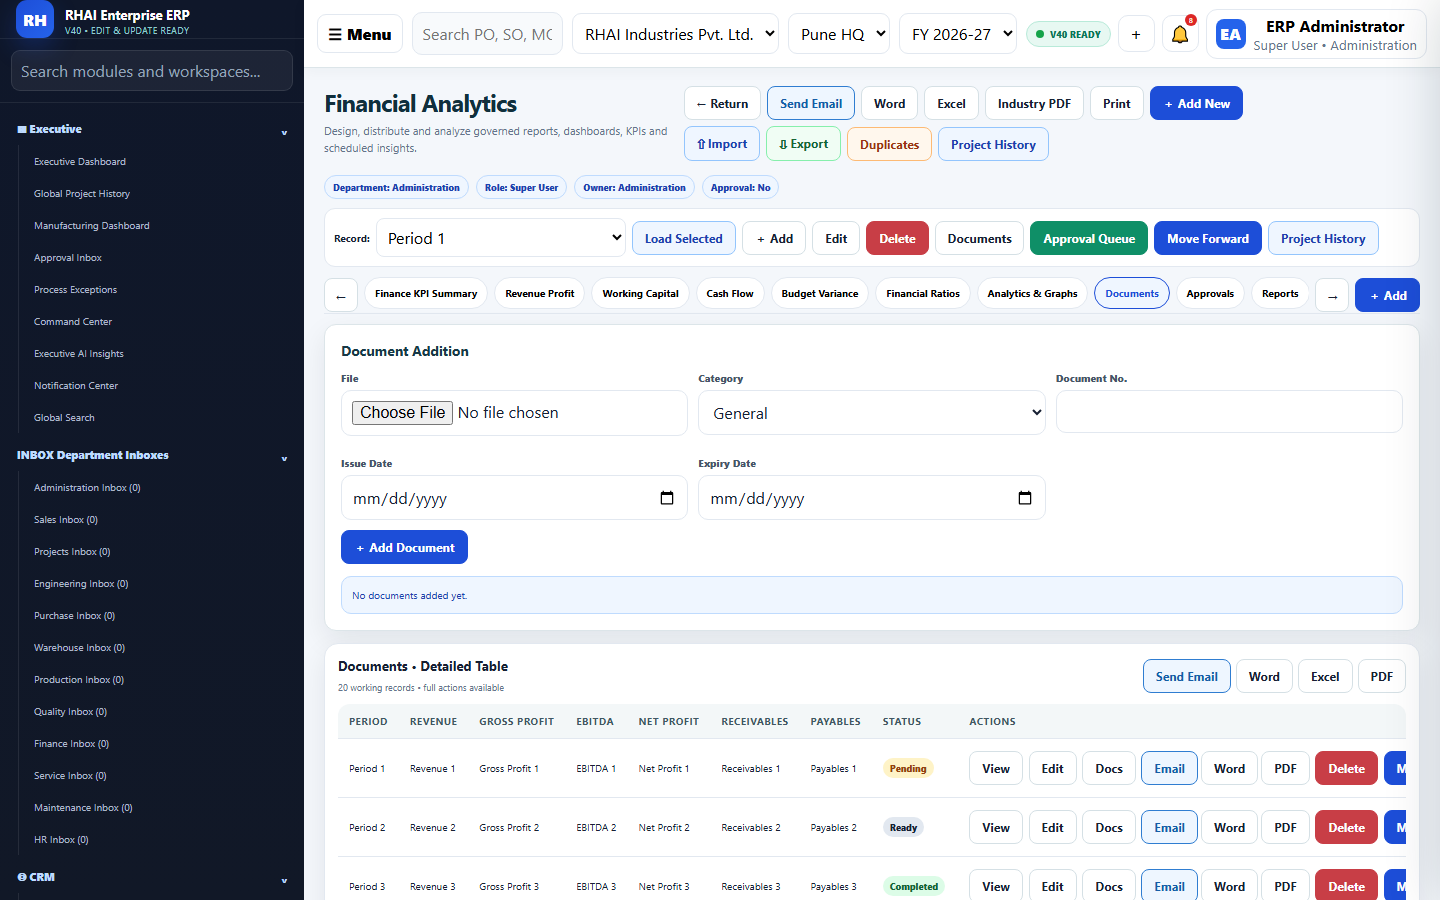 RH
RHAI Enterprise ERP
V40 • EDIT & UPDATE READY
Search modules and workspaces...
Executive
Executive Dashboard
Global Project History
Manufacturing Dashboard
Approval Inbox
Process Exceptions
Command Center
Executive AI Insights
Notification Center
Global Search
INBOX Department Inboxes
Administration Inbox (0)
Sales Inbox (0)
Projects Inbox (0)
Engineering Inbox (0)
Purchase Inbox (0)
Warehouse Inbox (0)
Production Inbox (0)
Quality Inbox (0)
Finance Inbox (0)
Service Inbox (0)
Maintenance Inbox (0)
HR Inbox (0)
CRM
☰ Menu
Search PO, SO, MO
RHAI Industries Pvt. Ltd.
Pune HQ
FY 2026-27
V40 READY
+
8
EA
ERP Administrator
Super User • Administration
Financial Analytics
Design, distribute and analyze governed reports, dashboards, KPIs and
scheduled insights.
← Return
Send Email
Word
Excel
Industry PDF
Print
+ Add New
⇧ Import
⇩ Export
Duplicates
Project History
Department: Administration
Role: Super User
Owner: Administration
Approval: No
Record:
Period 1
Load Selected
+ Add
Edit
Delete
Documents
Approval Queue
Move Forward
Project History
←
Finance KPI Summary
Revenue Profit
Working Capital
Cash Flow
Budget Variance
Financial Ratios
Analytics & Graphs
Documents
Approvals
Reports
→
+ Add
Document Addition
File
Category
Document No.
Choose File No file chosen
General
Issue Date
Expiry Date
mm/dd/yyyy
mm/dd/yyyy
+ Add Document
No documents added yet.
Documents • Detailed Table
20 working records • full actions available
Send Email
Word
Excel
PDF
PERIOD REVENUE GROSS PROFIT EBITDA NET PROFIT RECEIVABLES PAYABLES STATUS ACTIONS
Period 1 Revenue 1 Gross Profit 1 EBITDA 1 Net Profit 1 Receivables 1 Payables 1 Pending View Edit Docs Email Word PDF Delete M
Period 2 Revenue 2 Gross Profit 2 EBITDA 2 Net Profit 2 Receivables 2 Payables 2 Ready View Edit Docs Email Word PDF Delete M
Period 3 Revenue 3 Gross Profit 3 EBITDA 3 Net Profit 3 Receivables 3 Payables 3 Completed View Edit Docs Email Word PDF Delete M